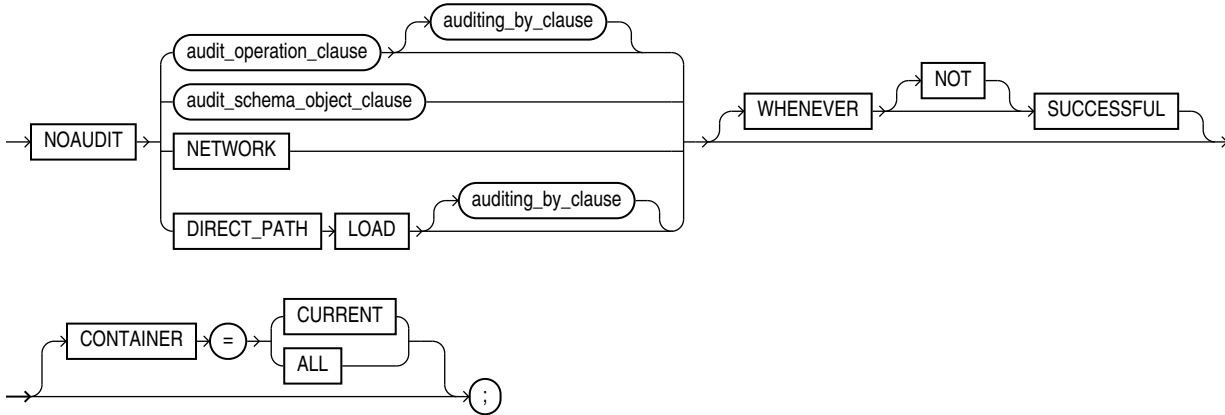 auditing_by_clause
audit_operation_clause
NOT
audit_schema_object_clause
WHENEVER SUCCESSFUL
NOAUDIT NETWORK
auditing_by_clause
DIRECT_PATH LOAD
CURRENT
CONTAINER =
ALL
;